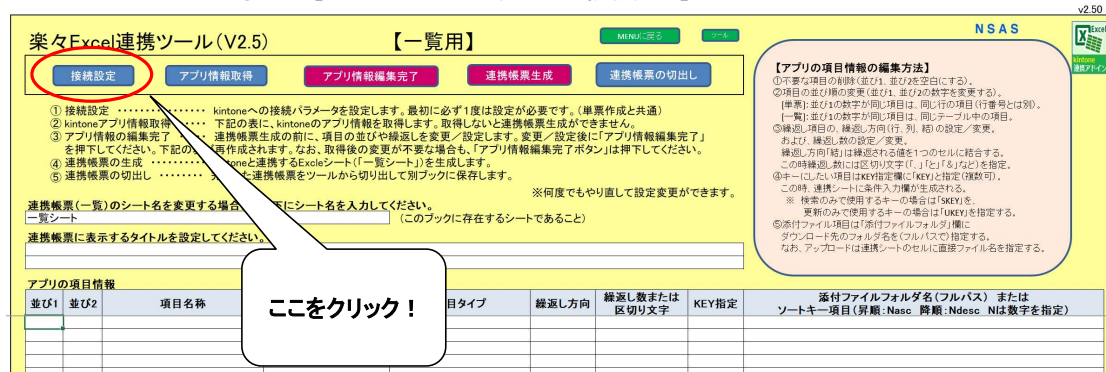 v2.50
楽々Excel連携ツール(V2.5)
【一覧用】
MENUに戻る
ツール
NSAS
Excel
kintone
連携アドイン
接続設定
アプリ情報取得
アプリ情報編集完了
連携帳票生成
連携帳票の切出し
① 接続設定 ・・・・・・・・・・・・・・・ kintoneへの接続パラメータを設定します。最初に必ず1度は設定が必要です。(単票作成と共通)
② kintoneアプリ情報取得・・・・・・ 下記の表に、kintoneのアプリ情報を取得します。取得しないと連携帳票生成ができません。
③ アプリ情報の編集完了 ・・・・ 連携帳票生成の前に、項目の並びや繰返しを変更/設定します。変更/設定後に「アプリ情報編集完了」
を押下してください。下記の 再作成されます。なお、取得後の変更が不要な場合も、「アプリ情報編集完了ボタン」は押下してください。
④ 連携帳票の生成 ・・・・・・・・・ toneと連携するExcleシート(「一覧シート」)を生成します。
⑤ 連携帳票の切出し ・・・・・・・ た連携帳票をツールから切り出して別ブックに保存します。
※何度でもやり直して設定変更ができます。
連携帳票(一覧)のシート名を変更する場合 下にシート名を入力してください。
一覧シート
(このブックに存在するシートであること)
連携帳票に表示するタイトルを設定してください。
【アプリの項目情報の編集方法】
①不要な項目の削除(並び1、並び2を空白にする)。
②項目の並び順の変更(並び1、並び2の数字を変更する)。
[単票]:並び1の数字が同じ項目は、同じ行の項目(行番号とは別)。
[一覧]:並び1の数字が同じ項目は、同じテーブル中の項目。
③繰返し項目の、繰返し方向(行、列、結)の設定/変更。
および、繰返し数の設定/変更。
繰返し方向「結」は繰返される値を1つのセルに結合する。
この時繰返し数には区切り文字(「、」「と」「&」など)を指定。
④キーにしたい項目はKEY指定欄に「KEY」と指定(複数可)。
この時、連携シートに条件入力欄が生成される。
※ 検索のみで使用するキーの場合は「SKEY」を、
更新のみで使用するキーの場合は「UKEY」を指定する。
⑤添付ファイル項目は「添付ファイルフォルダ」欄に
ダウンロード先のフォルダ名を(フルパスで)指定する。
なお、アップロードは連携シートのセルに直接ファイル名を指定する。
アプリの項目情報
並び1 並び2 項目名称 目タイプ 繰返し方向 繰返し数または KEY指定 添付ファイルフォルダ名(フルパス) または
区切り文字 ソートキー項目(昇順:Nasc 降順:Ndesc Nは数字を指定)
ここをクリック！